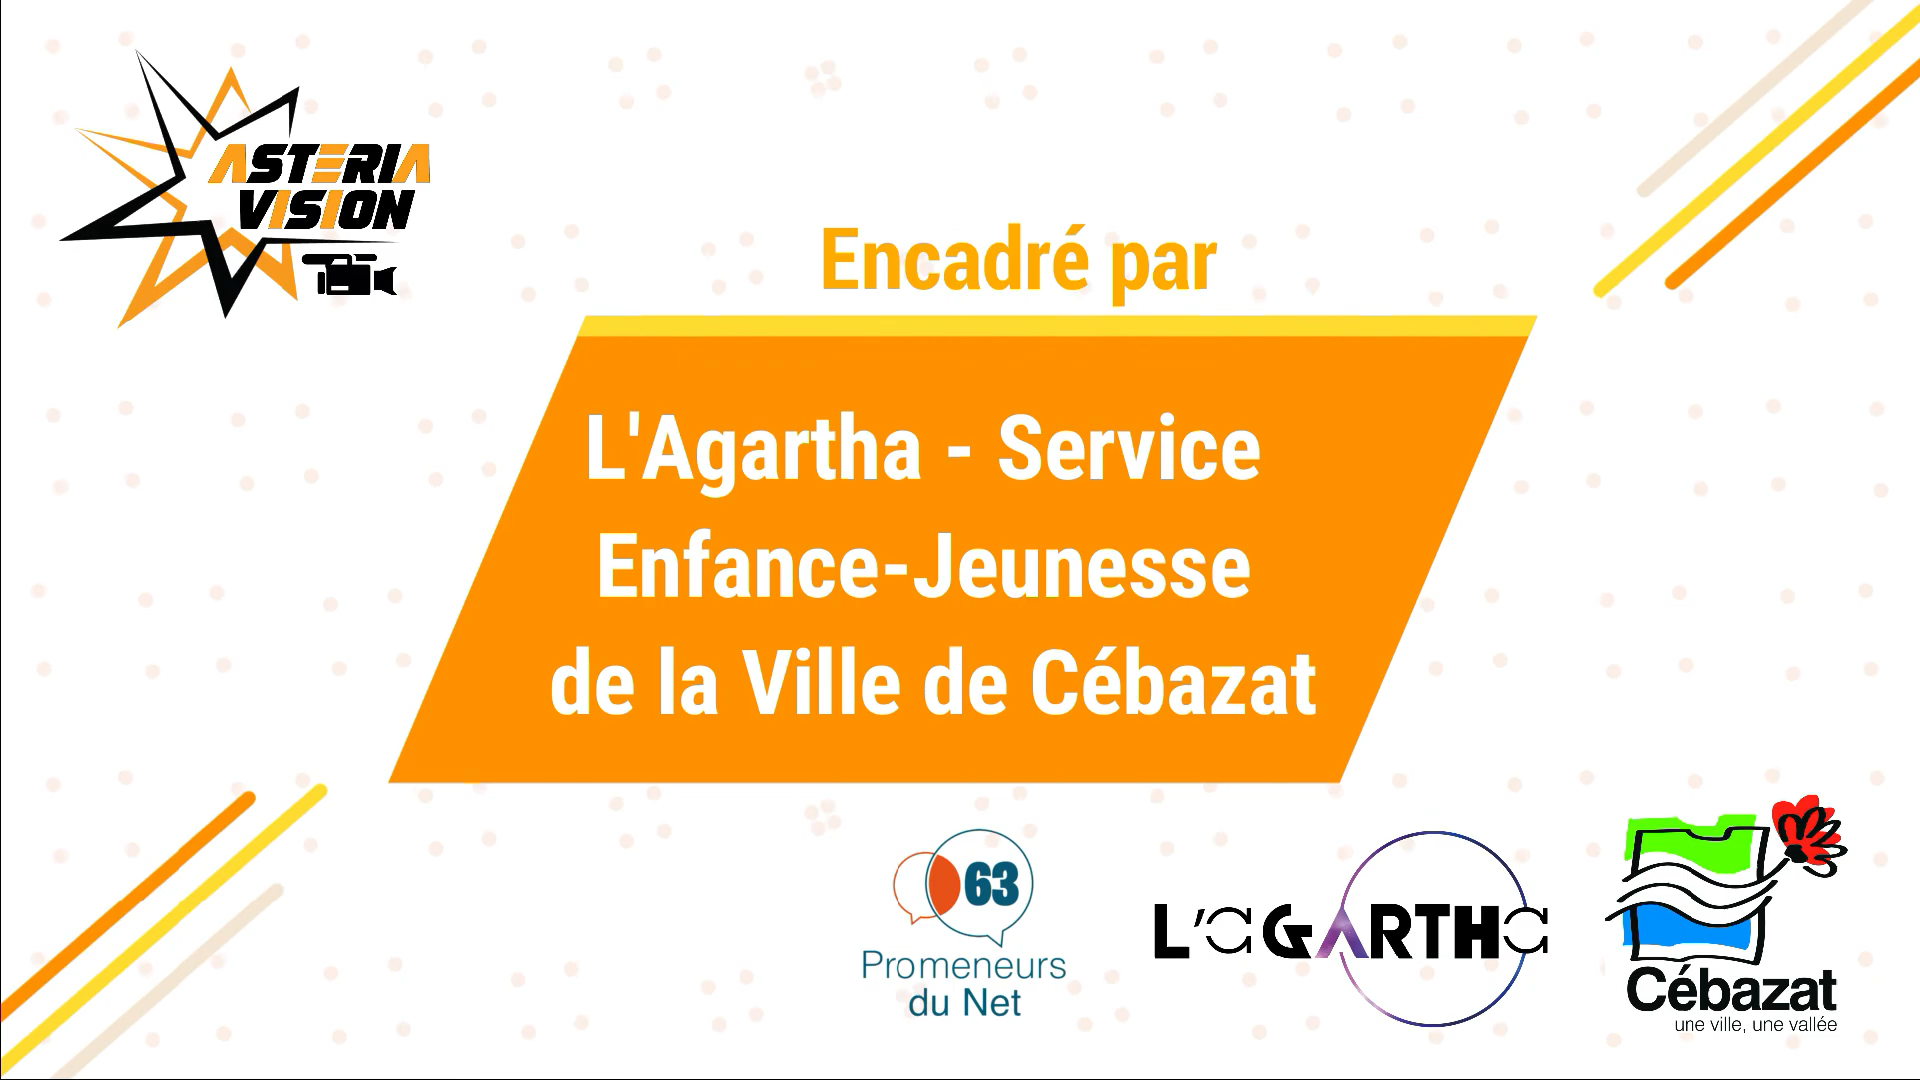 ASTERIA
VISION
Encadré par
L'Agartha - Service
Enfance-Jeunesse
de la Ville de Cébazat
63
Promeneurs
du Net
L'AGARTHA
Cébazat
une ville, une vallée